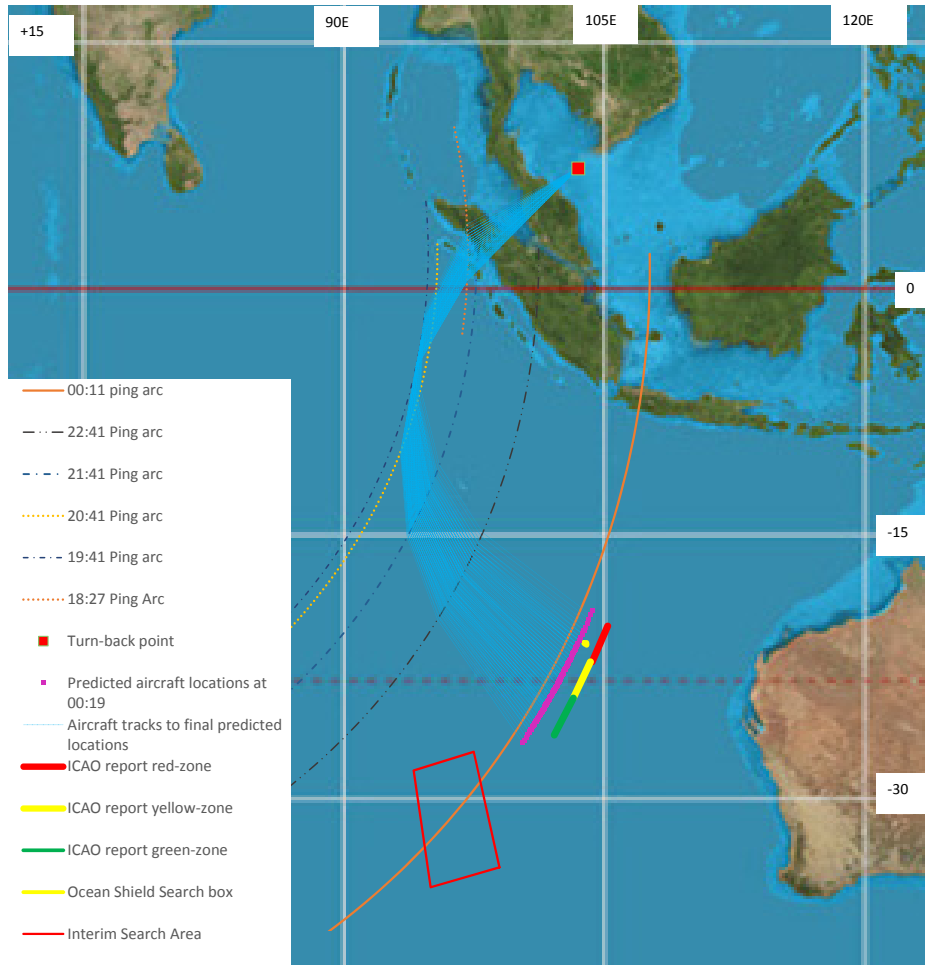 +15
90E
105E
120E
0
00:11 ping arc
22:41 Ping arc
21:41 Ping arc
20:41 Ping arc
-15
19:41 Ping arc
18:27 Ping Arc
Turn-back point
Predicted aircraft locations at
00:19
Aircraft tracks to final predicted
locations
ICAO report red-zone
-30
ICAO report yellow-zone
ICAO report green-zone
Ocean Shield Search box
Interim Search Area